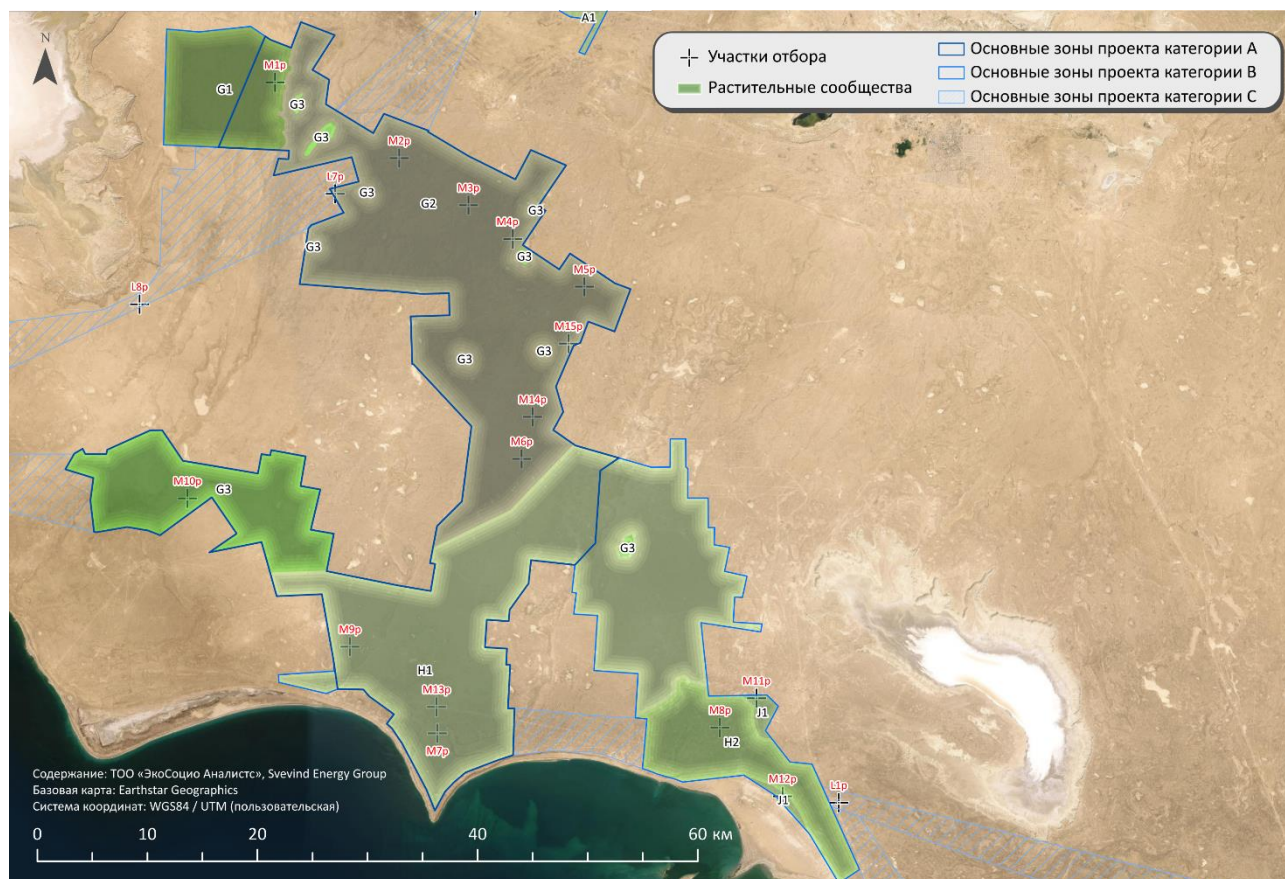 A1
N
Участки отбора
Растительные сообщества
Основные зоны проекта категории A
Основные зоны проекта категории B
Основные зоны проекта категории C
M1p
G1
G3
G3
M2p
L7p
G3
M3p
G2
G3
M4p
G3
G3
M5p
L8p
M15p
G3
G3
M14p
M6p
M10p
G3
G3
M9p
H1
M13p
M7p
M11p
J1
M8p
H2
M12p
J1
L1p
Содержание: ТОО «ЭкоСоцио Аналистс», Svevind Energy Group
Базовая карта: Earthstar Geographics
Система координат: WGS84 / UTM (пользовательская)
0 10 20 40 60 км